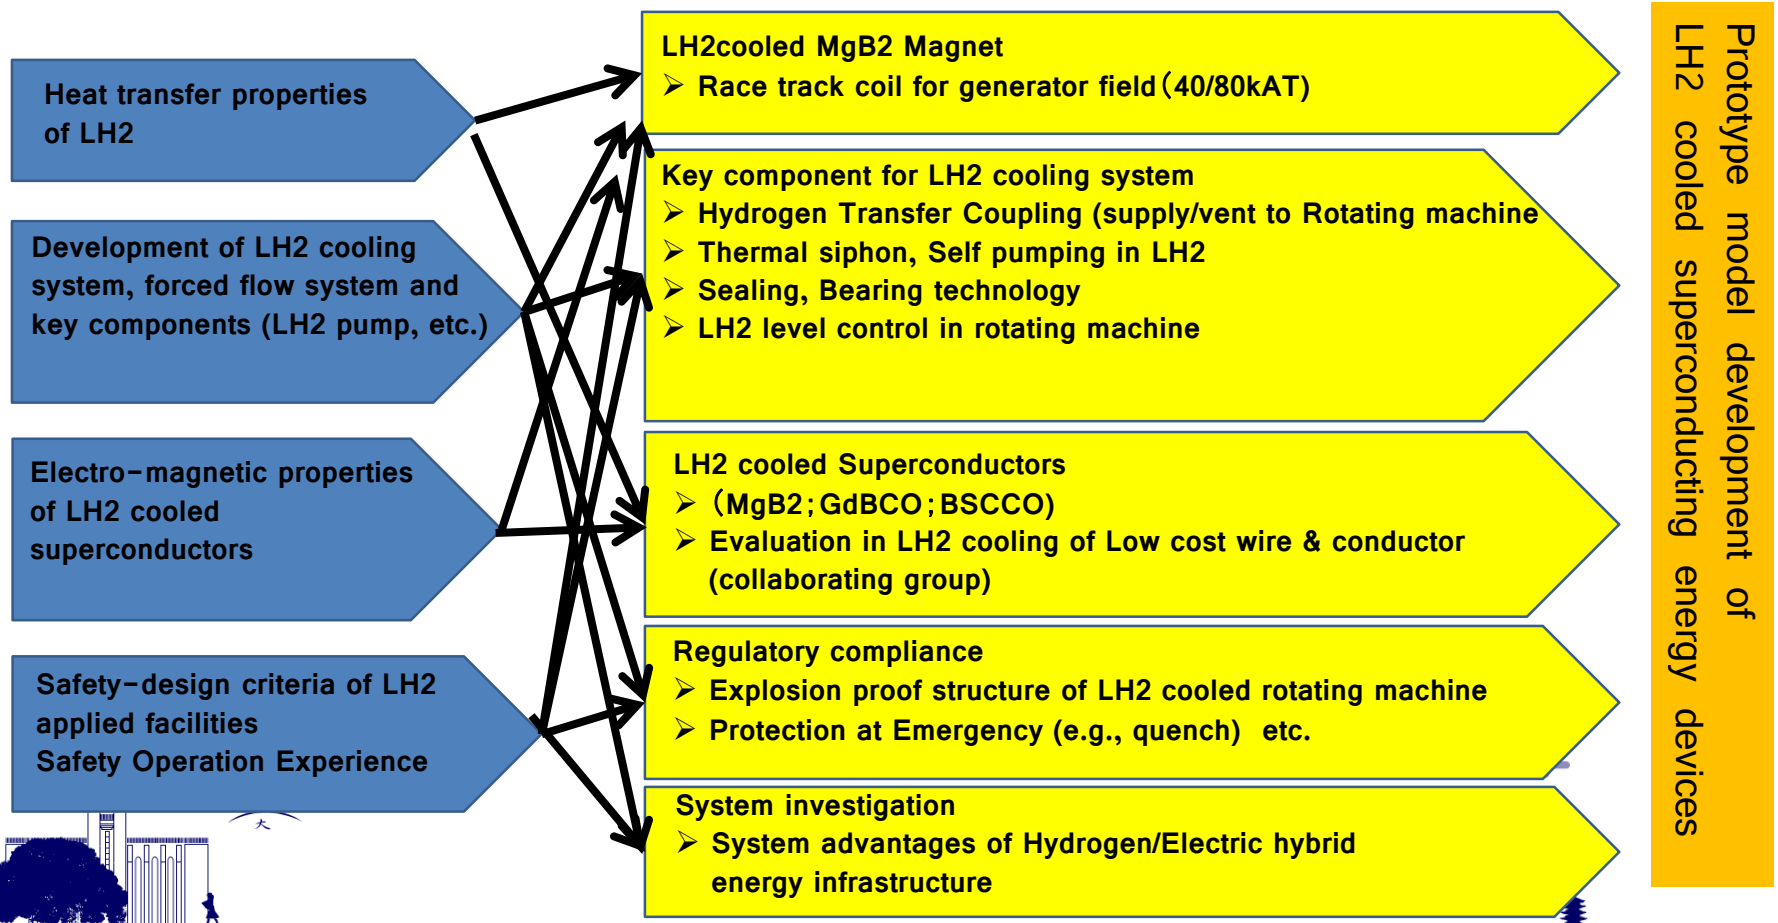 Heat transfer properties
of LH2
Development of LH2 cooling
system, forced flow system and
key components (LH2 pump, etc.)
Electro-magnetic properties
of LH2 cooled
superconductors
Safety-design criteria of LH2
applied facilities
Safety Operation Experience
大
LH2cooled MgB2 Magnet
➢ Race track coil for generator field（40/80kAT)
Key component for LH2 cooling system
➢ Hydrogen Transfer Coupling (supply/vent to Rotating machine
➢ Thermal siphon, Self pumping in LH2
➢ Sealing, Bearing technology
➢ LH2 level control in rotating machine
LH2 cooled Superconductors
➢（MgB2；GdBCO；BSCCO)
➢ Evaluation in LH2 cooling of Low cost wire & conductor
(collaborating group)
Regulatory compliance
➢ Explosion proof structure of LH2 cooled rotating machine
➢ Protection at Emergency (e.g., quench) etc.
System investigation
➢ System advantages of Hydrogen/Electric hybrid
energy infrastructure
Prototype model development of
LH2 cooled superconducting energy devices